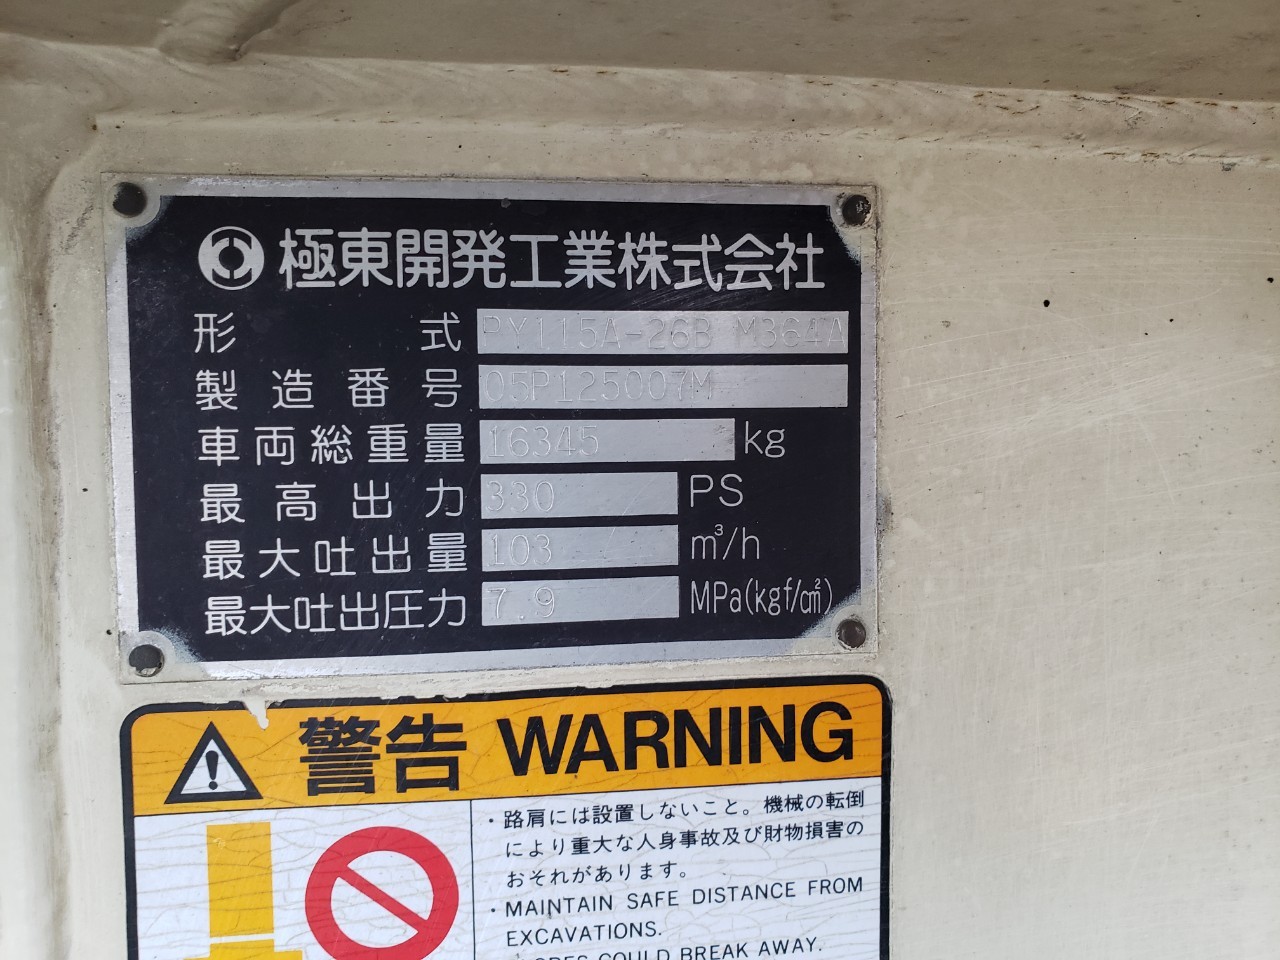 極東開発工業株式会社
形式 PY115A-26B M364A
製造番号 05P125007M
車両総重量 16345 kg
最高出力 330 PS
最大吐出量 103 m³/h
最大吐出圧力 7.9 MPa(kgf/cm²)
警告 WARNING
・路肩には設置しないこと。機械の転倒
により重大な人身事故及び財物損害の
おそれがあります。
・MAINTAIN SAFE DISTANCE FROM
EXCAVATIONS.
COULD BREAK AWAY.